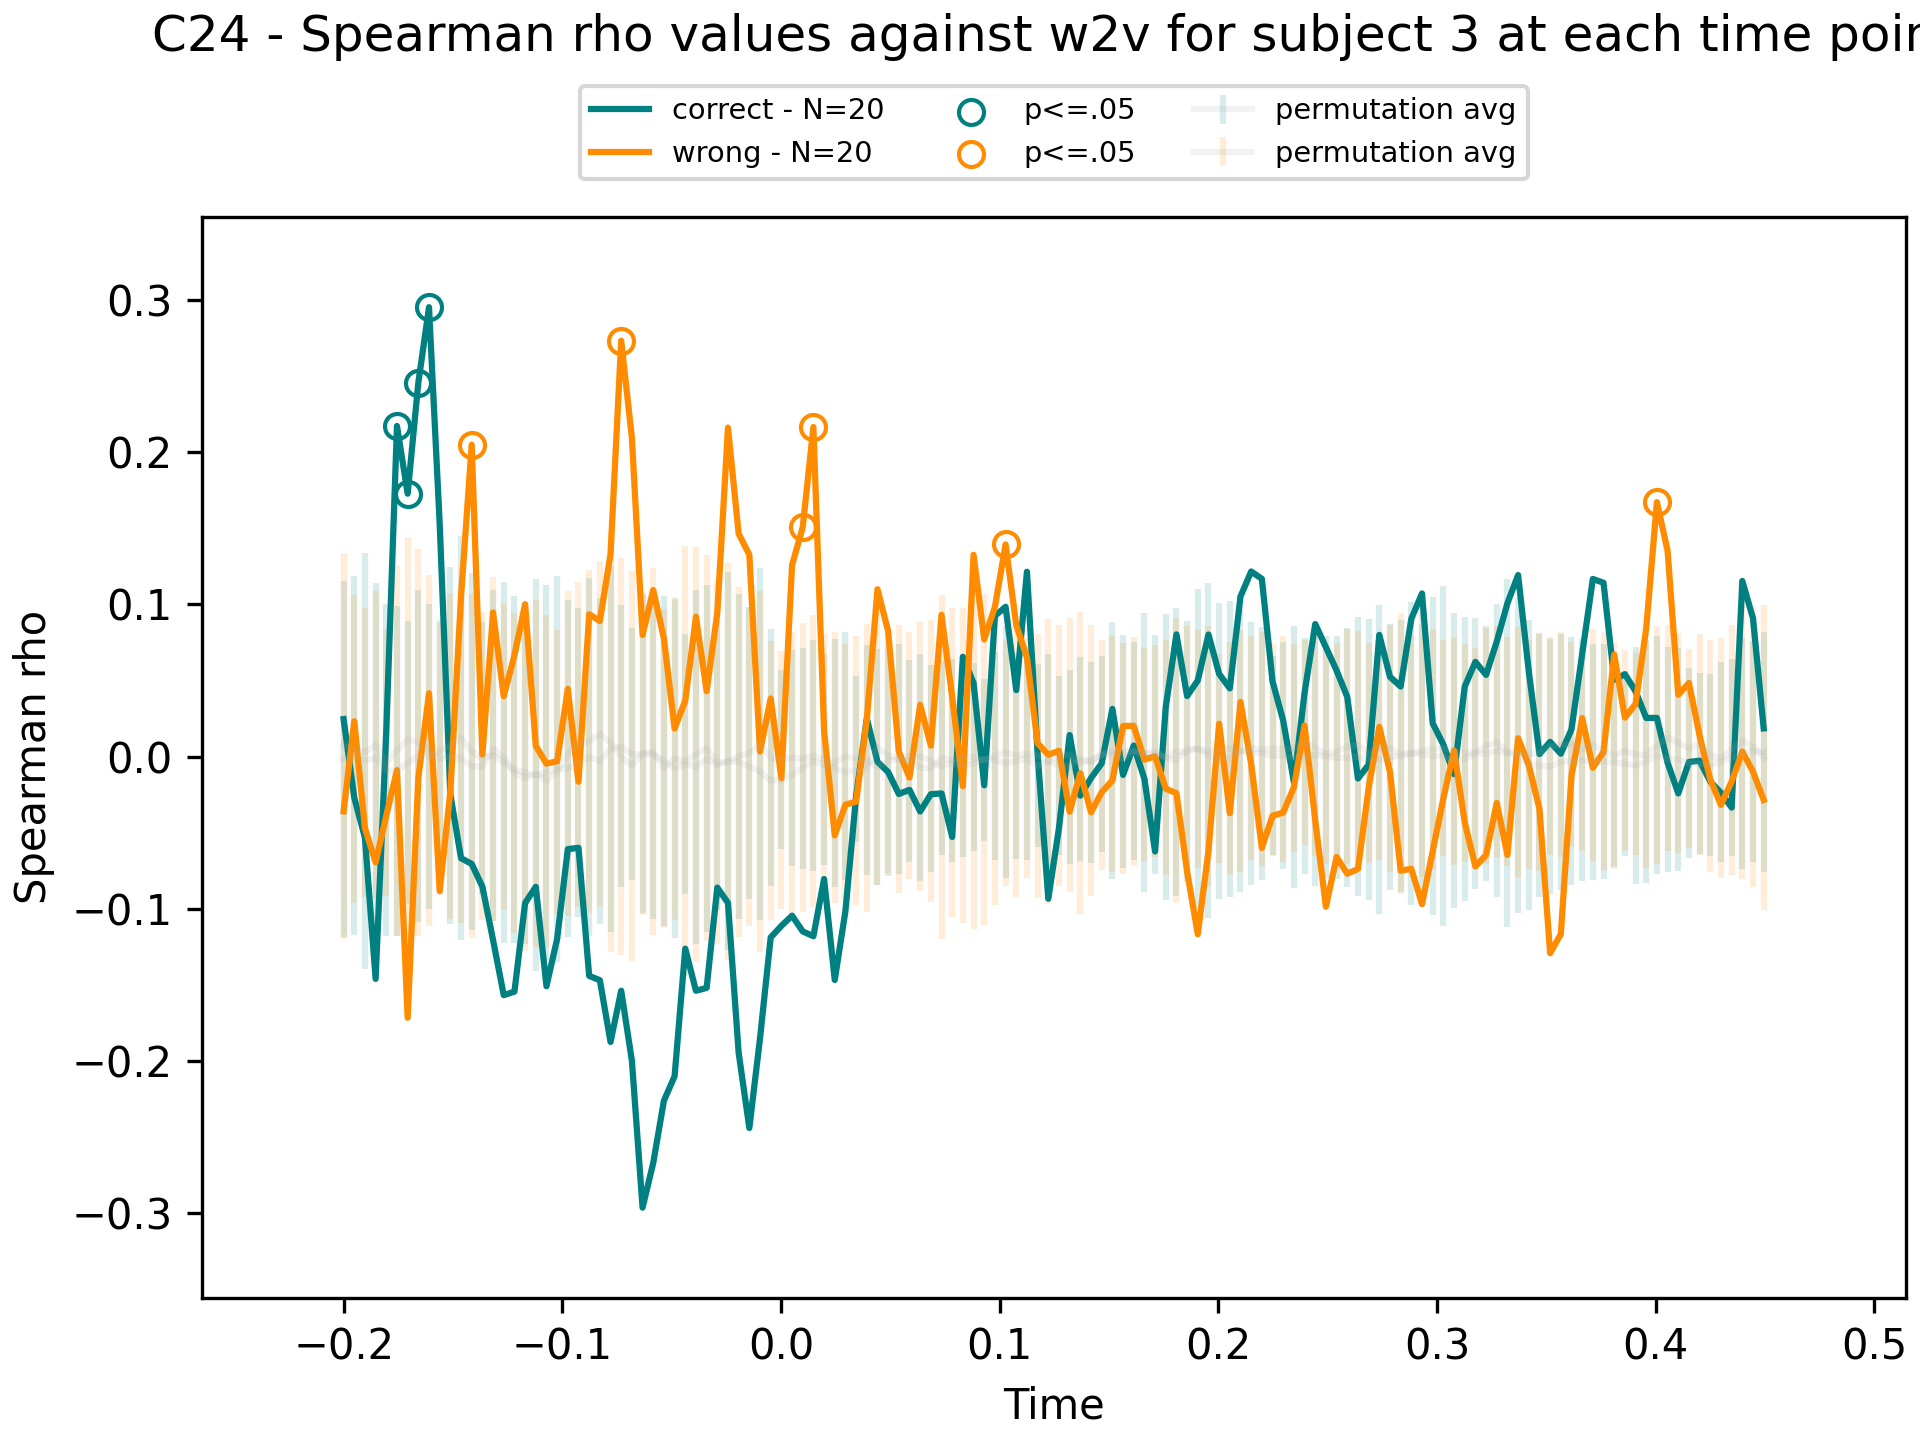 C24 - Spearman rho values against w2v for subject 3 at each time poin
correct - N=20 p<=.05 permutation avg
wrong - N=20 p<=.05 permutation avg
0.3
0.2
0.1
0.0
−0.1
−0.2
−0.3
Spearman rho
−0.2 −0.1 0.0 0.1 0.2 0.3 0.4 0.5
Time